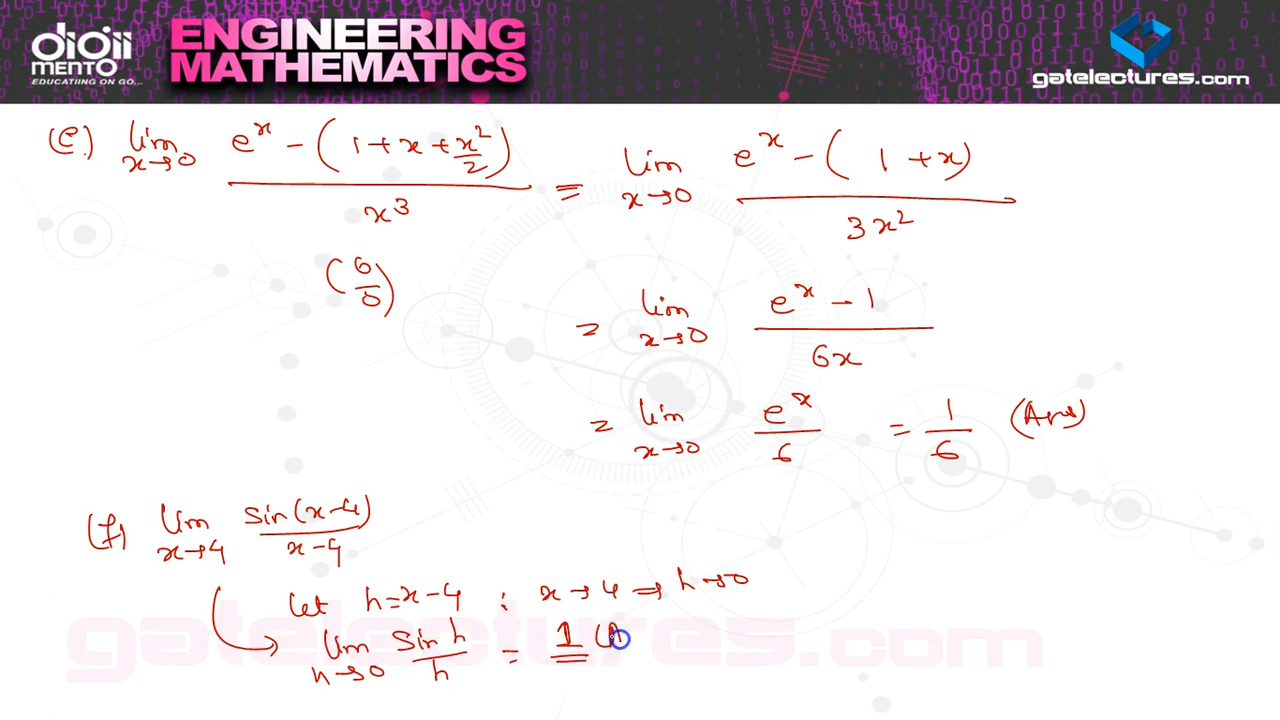 digii
MENTO
EDUCATIING ON GO...
ENGINEERING
MATHEMATICS
gatelectures.com
(e.) lim x→0 (e^x - (1 + x + x²/2)) / x³ = lim x→0 (e^x - (1 + x)) / 3x²
(0/0)
= lim x→0 (e^x - 1) / 6x
= lim x→0 e^x / 6 = 1/6 (Ans)
(f) lim x→4 sin(x-4) / x-4
let h = x-4 : x→4 ⇒ h→0
lim h→0 sin h / h = 1 (A
gatelectures.com